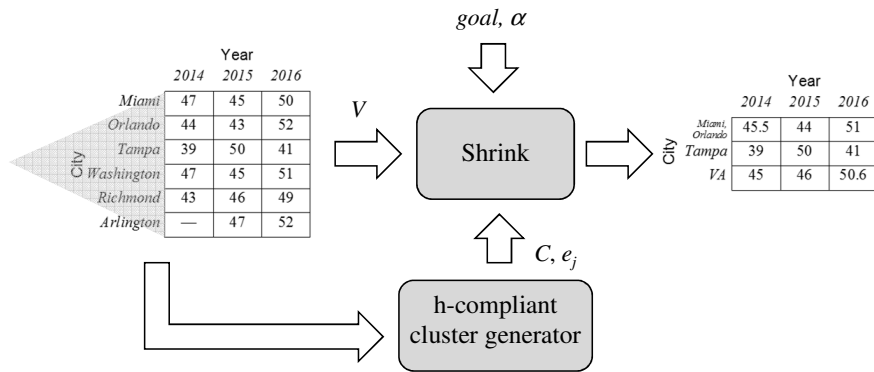 goal, α
Year
2014 2015 2016
City
Miami 47 45 50
Orlando 44 43 52
Tampa 39 50 41
Washington 47 45 51
Richmond 43 46 49
Arlington — 47 52
V
Shrink
Year
2014 2015 2016
City
Miami,
Orlando 45.5 44 51
Tampa 39 50 41
VA 45 46 50.6
C, ej
h-compliant
cluster generator